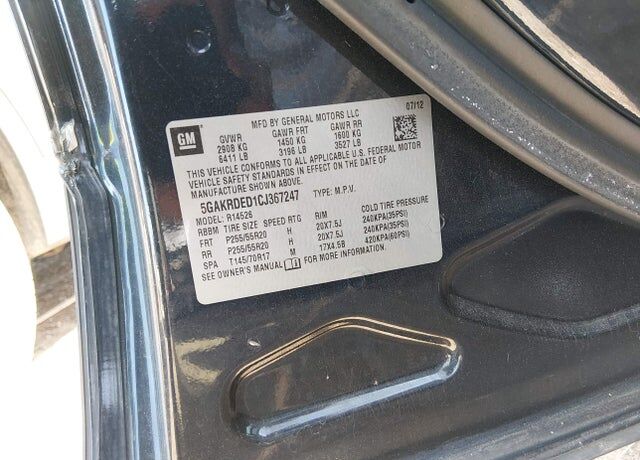 GM
MFD BY GENERAL MOTORS LLC 07/12
GVWR GAWR FRT GAWR RR
2908 KG 1450 KG 1600 KG
6411 LB 3196 LB 3527 LB
THIS VEHICLE CONFORMS TO ALL APPLICABLE U.S. FEDERAL MOTOR
VEHICLE SAFETY STANDARDS IN EFFECT ON THE DATE OF
MANUFACTURE SHOWN ABOVE.
5GAKRDED1CJ367247 TYPE: M.P.V.
MODEL: R14526
RBBM TIRE SIZE SPEED RTG RIM COLD TIRE PRESSURE
FRT P255/55R20 H 20X7.5J 240KPA(35PSI)
RR P255/55R20 H 20X7.5J 240KPA(35PSI)
SPA T145/70R17 M 17X4.5B 420KPA(60PSI)
SEE OWNER'S MANUAL FOR MORE INFORMATION.